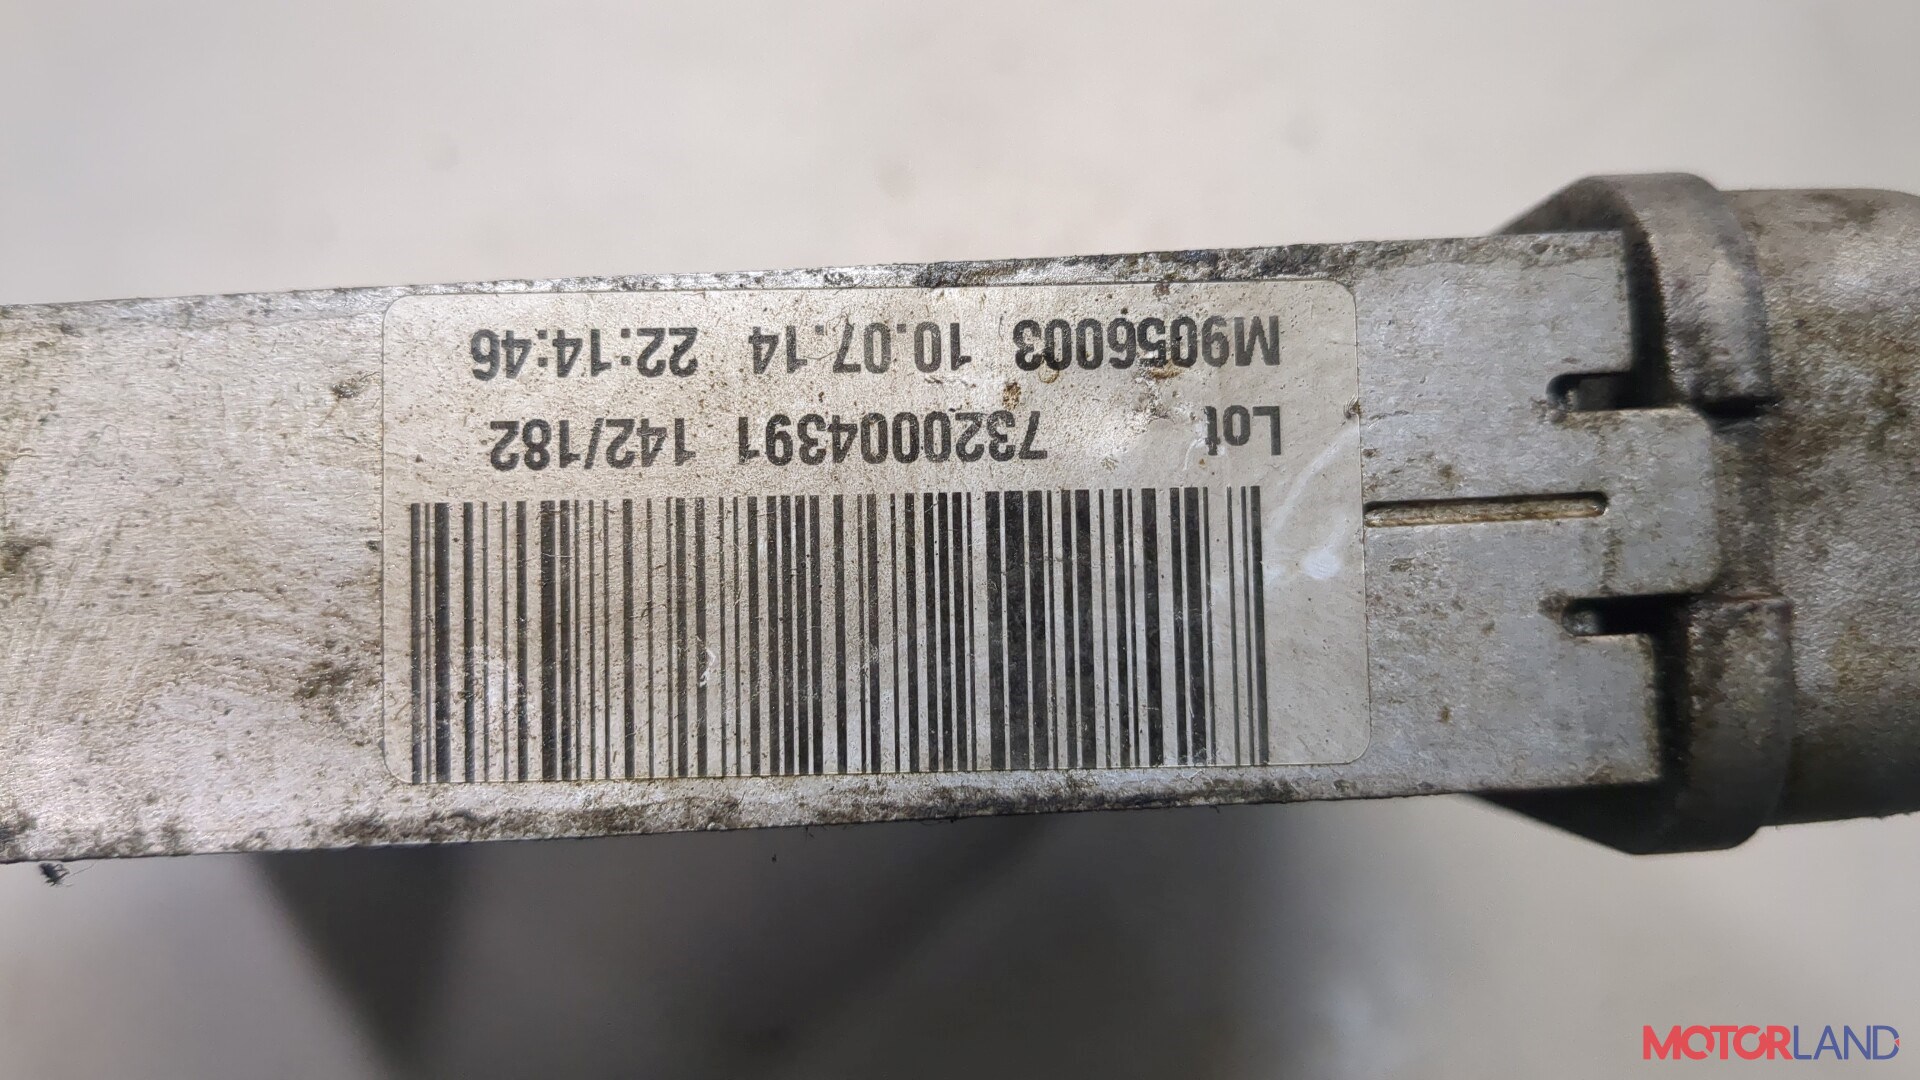 Lot 7320004391 142/182
M9056003 10.07.14 22:14:46
MOTORLAND